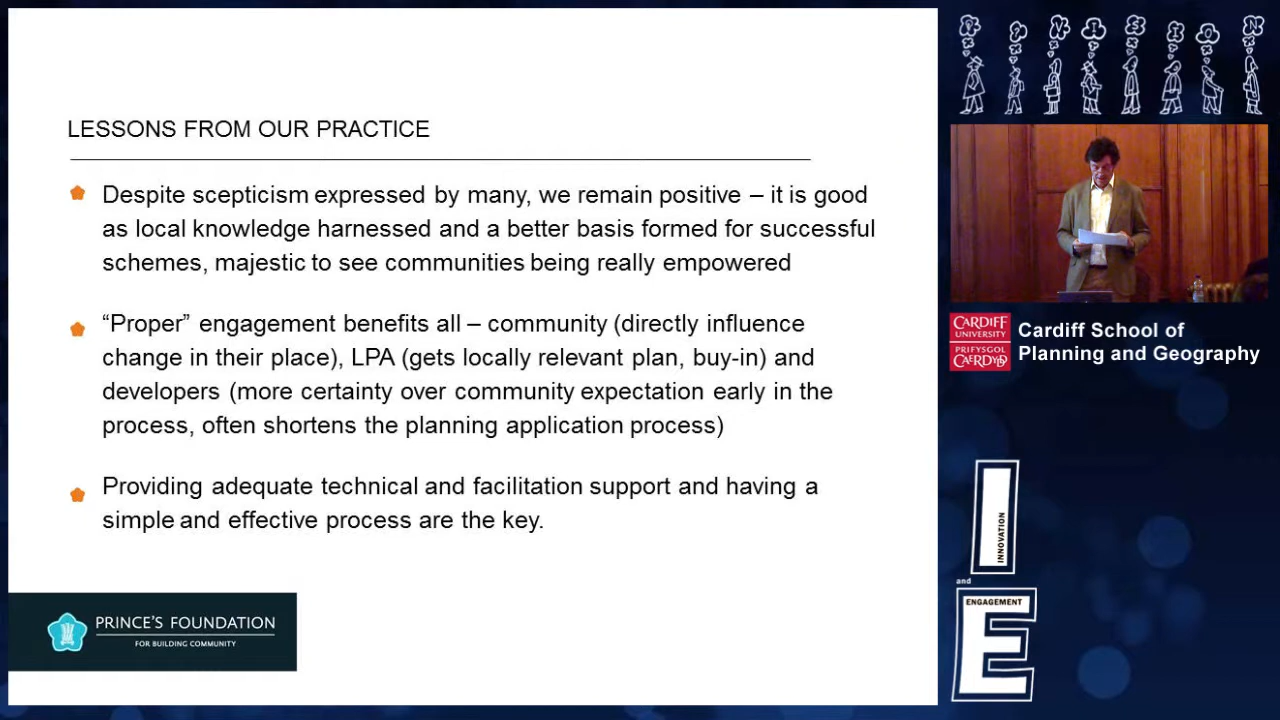 LESSONS FROM OUR PRACTICE
Despite scepticism expressed by many, we remain positive – it is good
as local knowledge harnessed and a better basis formed for successful
schemes, majestic to see communities being really empowered
“Proper” engagement benefits all – community (directly influence
change in their place), LPA (gets locally relevant plan, buy-in) and
developers (more certainty over community expectation early in the
process, often shortens the planning application process)
Providing adequate technical and facilitation support and having a
simple and effective process are the key.
PRINCE'S FOUNDATION
FOR BUILDING COMMUNITY
CARDIFF
UNIVERSITY
PRIFYSGOL
CAERDYDD
Cardiff School of
Planning and Geography
INNOVATION
and
ENGAGEMENT